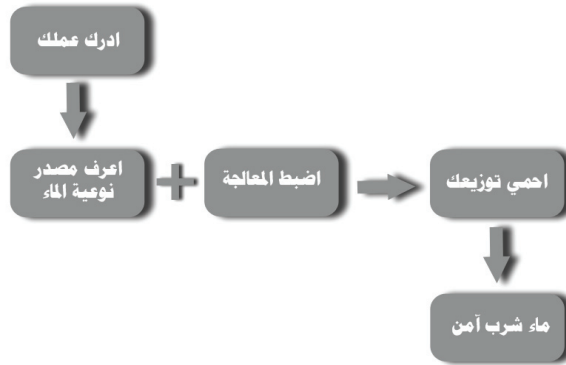 ادرك عملك
اعرف مصدر
نوعية الماء
اضبط المعالجة
احمي توزيعك
ماء شرب آمن